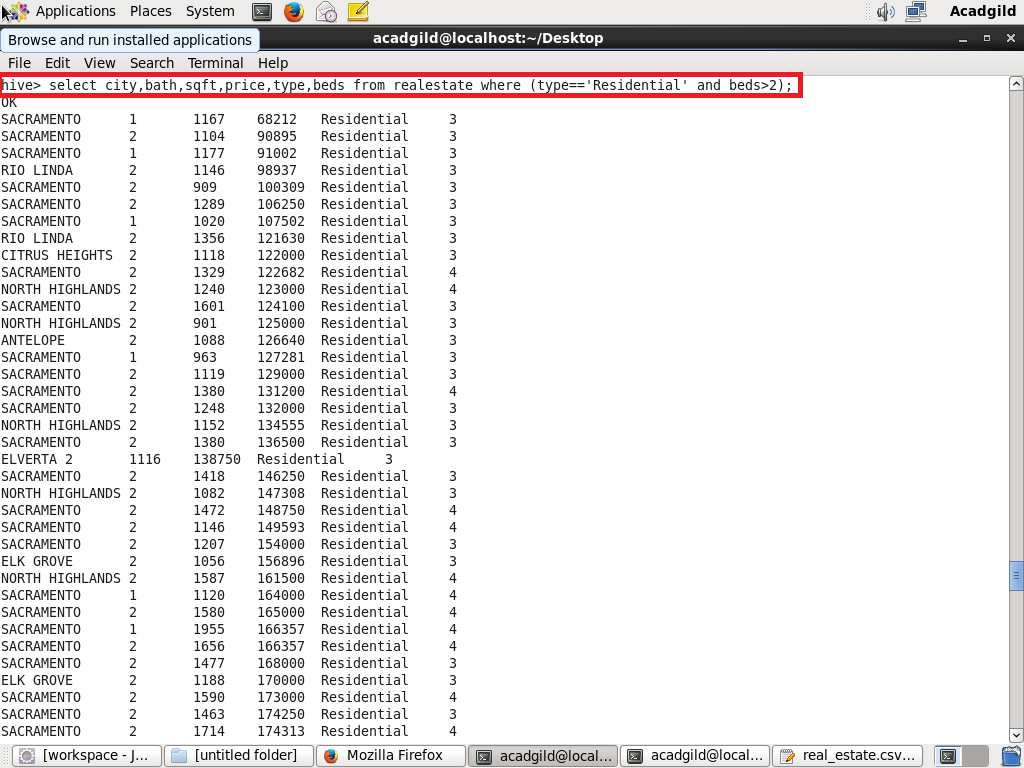 Applications Places System Acadgild
Browse and run installed applications
acadgild@localhost:~/Desktop
File Edit View Search Terminal Help
hive> select city,bath,sqft,price,type,beds from realestate where (type=='Residential' and beds>2);
OK
SACRAMENTO 1 1167 68212 Residential 3
SACRAMENTO 2 1104 90895 Residential 3
SACRAMENTO 1 1177 91002 Residential 3
RIO LINDA 2 1146 98937 Residential 3
SACRAMENTO 2 909 100309 Residential 3
SACRAMENTO 2 1289 106250 Residential 3
SACRAMENTO 1 1020 107502 Residential 3
RIO LINDA 2 1356 121630 Residential 3
CITRUS HEIGHTS 2 1118 122000 Residential 3
SACRAMENTO 2 1329 122682 Residential 4
NORTH HIGHLANDS 2 1240 123000 Residential 4
SACRAMENTO 2 1601 124100 Residential 3
NORTH HIGHLANDS 2 901 125000 Residential 3
ANTELOPE 2 1088 126640 Residential 3
SACRAMENTO 1 963 127281 Residential 3
SACRAMENTO 2 1119 129000 Residential 3
SACRAMENTO 2 1380 131200 Residential 4
SACRAMENTO 2 1248 132000 Residential 3
NORTH HIGHLANDS 2 1152 134555 Residential 3
SACRAMENTO 2 1380 136500 Residential 3
ELVERTA 2 1116 138750 Residential 3
SACRAMENTO 2 1418 146250 Residential 3
NORTH HIGHLANDS 2 1082 147308 Residential 3
SACRAMENTO 2 1472 148750 Residential 4
SACRAMENTO 2 1146 149593 Residential 4
SACRAMENTO 2 1207 154000 Residential 3
ELK GROVE 2 1056 156896 Residential 3
NORTH HIGHLANDS 2 1587 161500 Residential 4
SACRAMENTO 1 1120 164000 Residential 4
SACRAMENTO 2 1580 165000 Residential 4
SACRAMENTO 1 1955 166357 Residential 4
SACRAMENTO 2 1656 166357 Residential 4
SACRAMENTO 2 1477 168000 Residential 3
ELK GROVE 2 1188 170000 Residential 3
SACRAMENTO 2 1590 173000 Residential 4
SACRAMENTO 2 1463 174250 Residential 3
SACRAMENTO 2 1714 174313 Residential 4
[workspace - J... [untitled folder] Mozilla Firefox acadgild@local... acadgild@local... real_estate.csv...